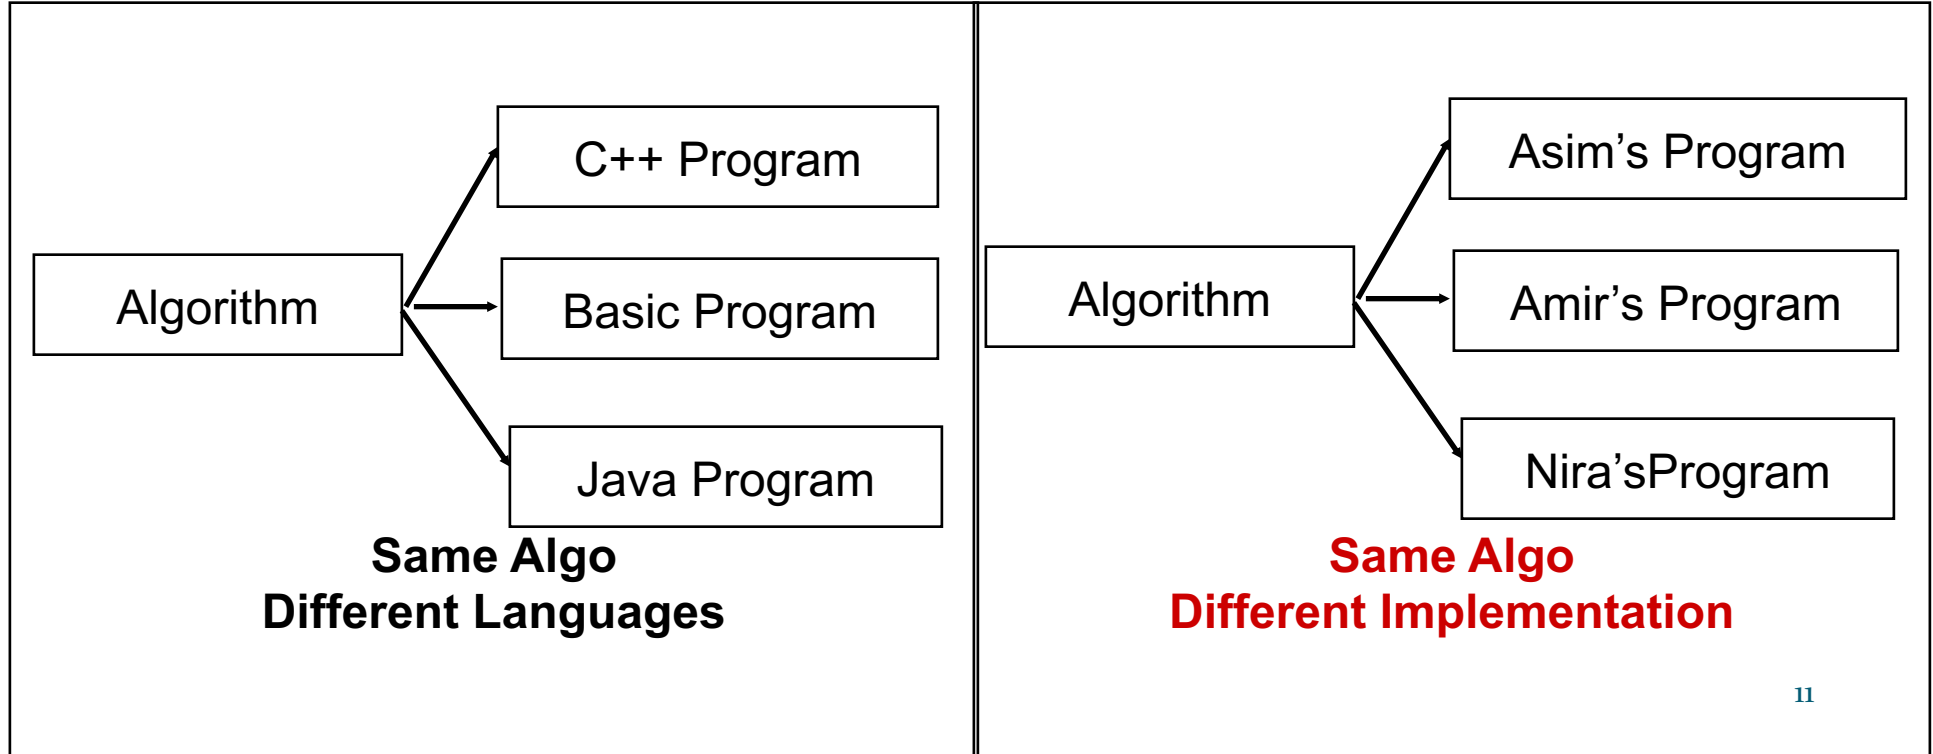 Algorithm
C++ Program
Basic Program
Java Program
Same Algo
Different Languages
Algorithm
Asim’s Program
Amir’s Program
Nira’sProgram
Same Algo
Different Implementation
11